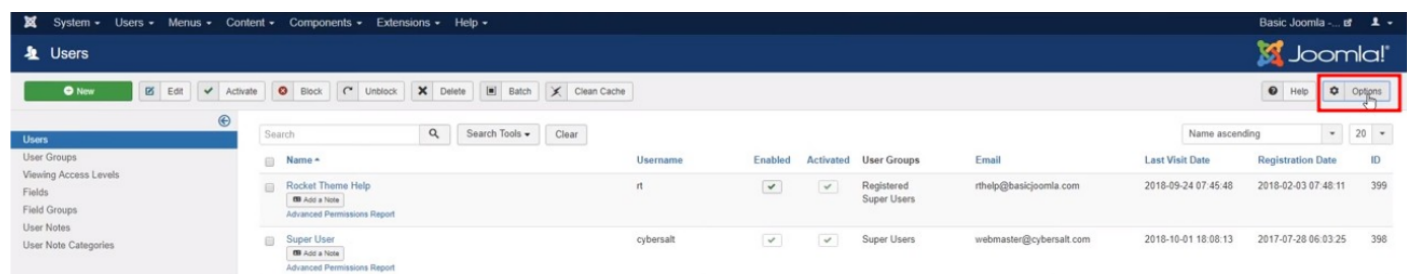 System Users Menus Content Components Extensions Help Basic Joomla -...
Users Joomla!®
New Edit Activate Block Unblock Delete Batch Clean Cache Help Options
Users
User Groups
Viewing Access Levels
Fields
Field Groups
User Notes
User Note Categories
Search Search Tools Clear Name ascending 20
Name Username Enabled Activated User Groups Email Last Visit Date Registration Date ID
Rocket Theme Help rt Registered rthelp@basicjoomla.com 2018-09-24 07:45:48 2018-02-03 07:48:11 399
Add a Note Super Users
Advanced Permissions Report
Super User cybersalt Super Users webmaster@cybersalt.com 2018-10-01 18:08:13 2017-07-28 06:03:25 398
Add a Note
Advanced Permissions Report